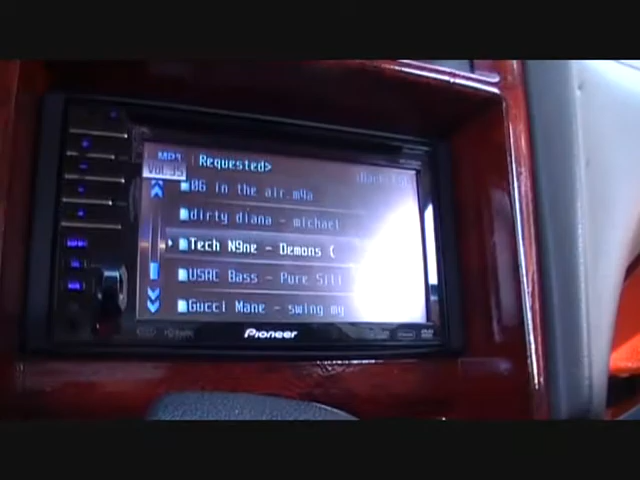 MP3
Requested>
VOL.35
06 in the air.m4a
dirty diana - michael
Tech N9ne - Demons (
USAC BASS - Pure Sili
Gucci Mane - swing my
Pioneer